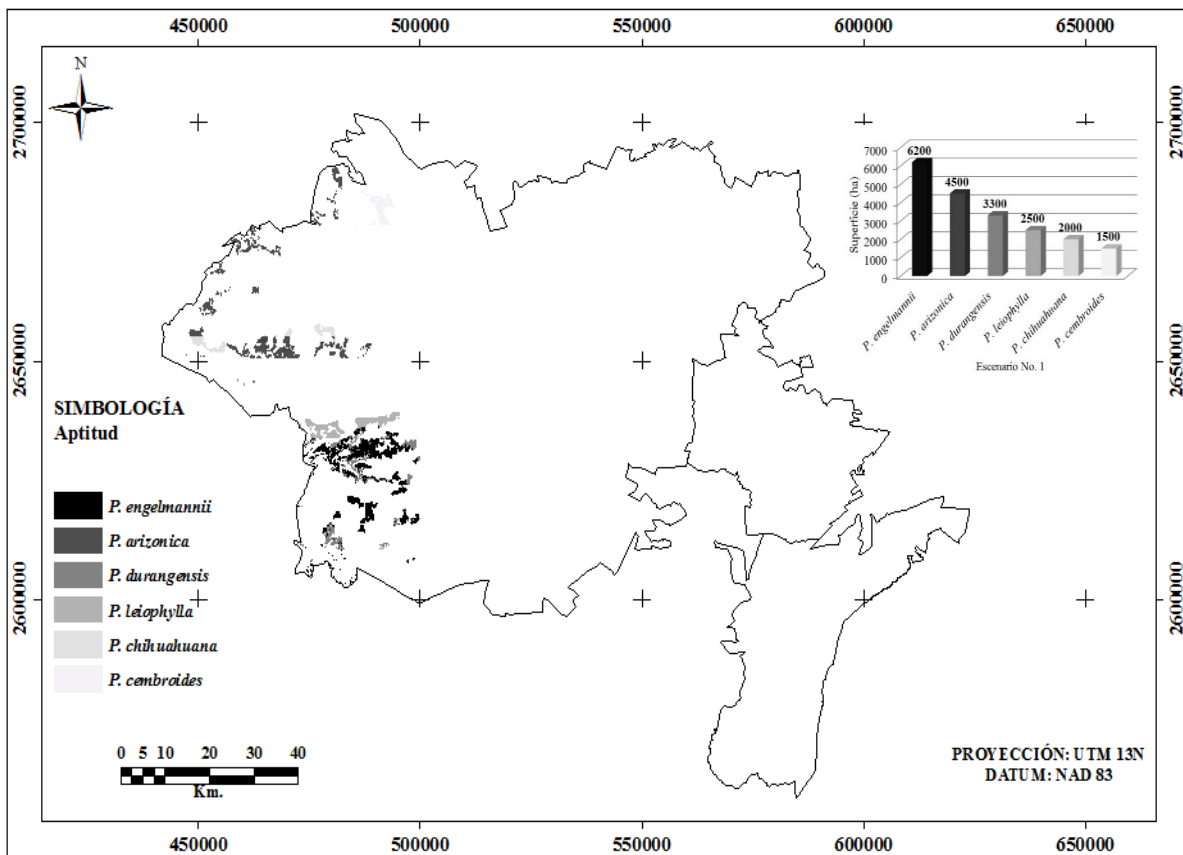 450000 500000 550000 600000 650000
N
2700000 2700000
2650000 2650000
2600000 2600000
7000
6000
5000
4000
3000
2000
1000
0
Superficie (ha)
6200
4500
3300
2500
2000
1500
P. engelmannii
P. arizonica
P. durangensis
P. leiophylla
P. chihuahuana
P. cembroides
Escenario No. 1
SIMBOLOGÍA
Aptitud
P. engelmannii
P. arizonica
P. durangensis
P. leiophylla
P. chihuahuana
P. cembroides
0 5 10 20 30 40
Km.
PROYECCIÓN: UTM 13N
DATUM: NAD 83
450000 500000 550000 600000 650000